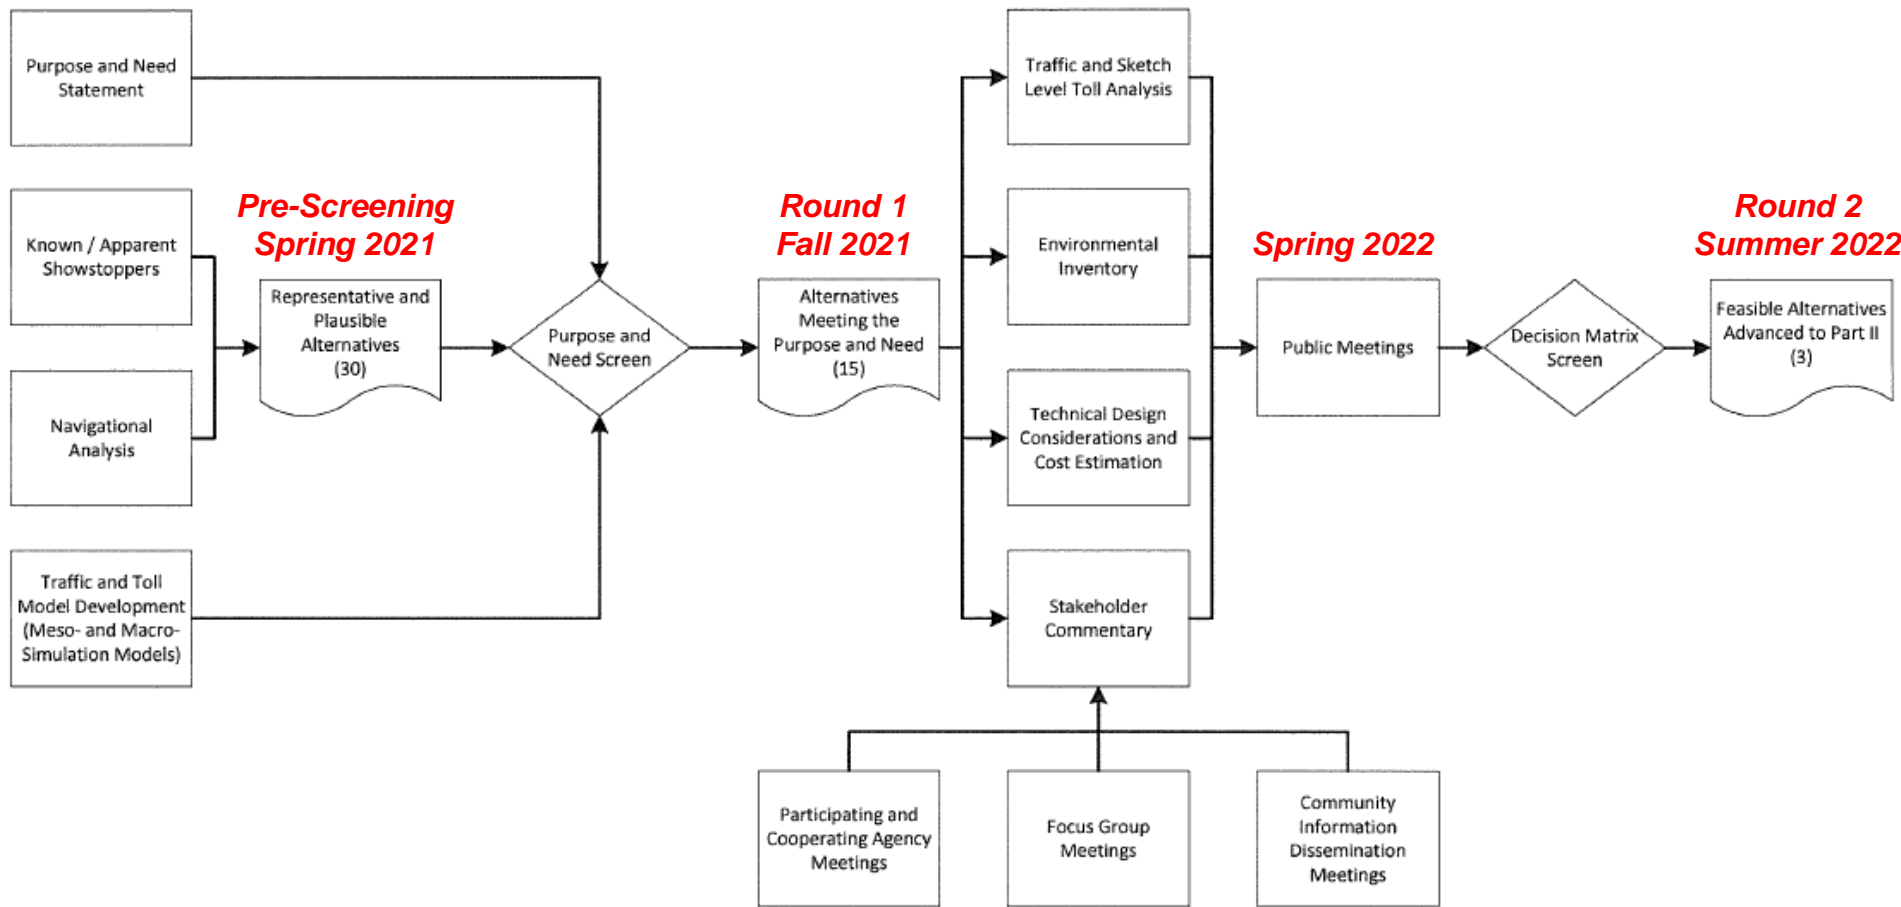 Purpose and Need
Statement
Known / Apparent
Showstoppers
Navigational
Analysis
Traffic and Toll
Model Development
(Meso- and Macro-
Simulation Models)
Pre-Screening
Spring 2021
Representative and
Plausible
Alternatives
(30)
Purpose and
Need Screen
Round 1
Fall 2021
Alternatives
Meeting the
Purpose and Need
(15)
Traffic and Sketch
Level Toll Analysis
Environmental
Inventory
Technical Design
Considerations and
Cost Estimation
Stakeholder
Commentary
Participating and
Cooperating Agency
Meetings
Focus Group
Meetings
Community
Information
Dissemination
Meetings
Spring 2022
Public Meetings
Decision Matrix
Screen
Round 2
Summer 2022
Feasible Alternatives
Advanced to Part II
(3)